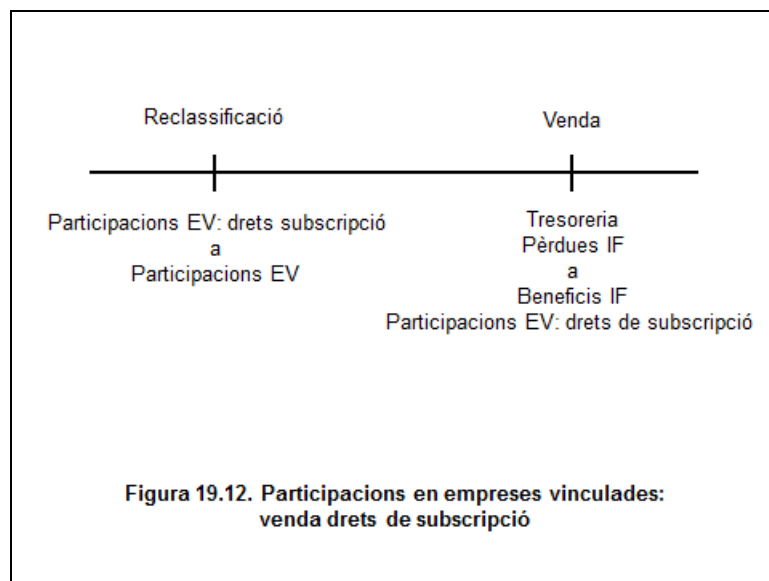 Reclassificació
Venda
Participacions EV: drets subscripció
a
Participacions EV
Tresoreria
Pèrdues IF
a
Beneficis IF
Participacions EV: drets de subscripció
Figura 19.12. Participacions en empreses vinculades:
venda drets de subscripció